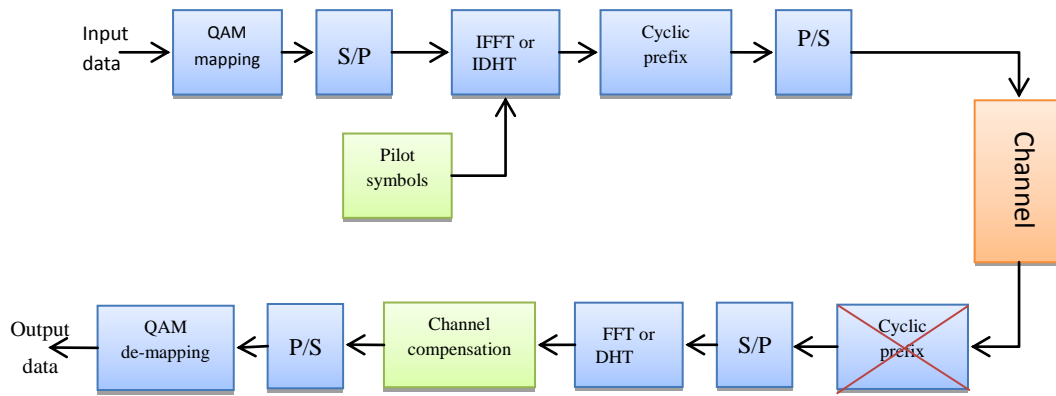 Input
data
QAM
mapping
S/P
IFFT or
IDHT
Cyclic
prefix
P/S
Pilot
symbols
Channel
Output
data
QAM
de-mapping
P/S
Channel
compensation
FFT or
DHT
S/P
Cyclic
prefix